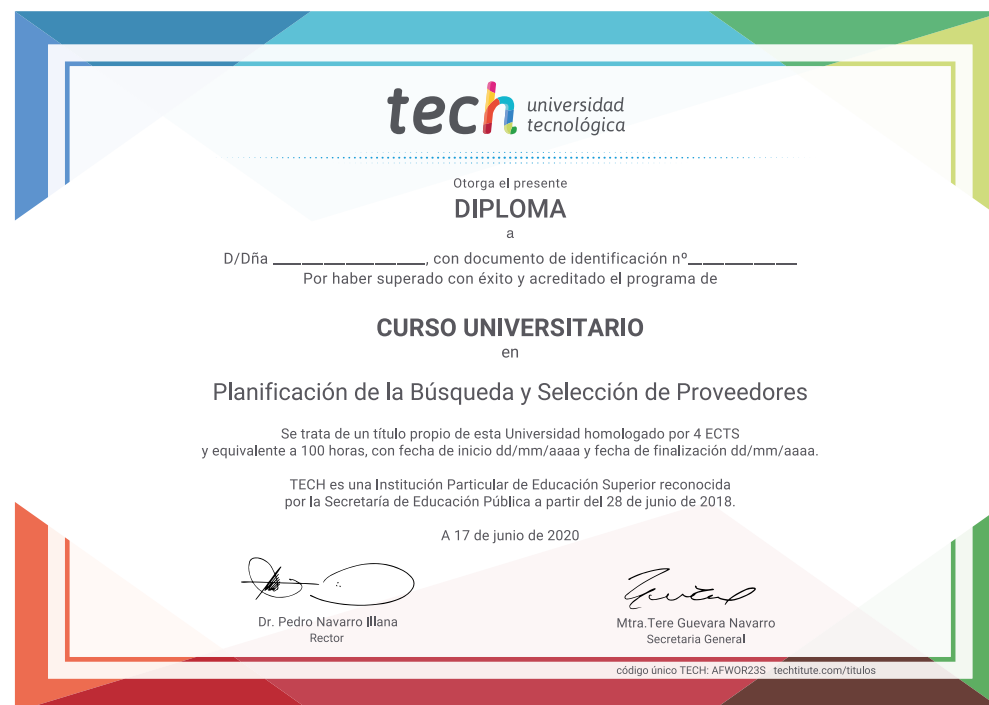 tech universidad
tecnológica
Otorga el presente
DIPLOMA
a
D/Dña ________________, con documento de identificación nº____________
Por haber superado con éxito y acreditado el programa de
CURSO UNIVERSITARIO
en
Planificación de la Búsqueda y Selección de Proveedores
Se trata de un título propio de esta Universidad homologado por 4 ECTS
y equivalente a 100 horas, con fecha de inicio dd/mm/aaaa y fecha de finalización dd/mm/aaaa.
TECH es una Institución Particular de Educación Superior reconocida
por la Secretaría de Educación Pública a partir del 28 de junio de 2018.
A 17 de junio de 2020
Dr. Pedro Navarro Illana
Rector
Mtra.Tere Guevara Navarro
Secretaria General
código único TECH: AFWOR23S techtitute.com/titulos